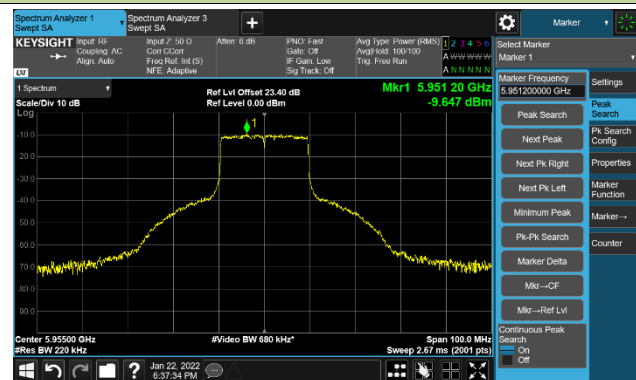 Spectrum Analyzer 1
Swept SA
Spectrum Analyzer 3
Swept SA
+
Marker
KEYSIGHT
Input: RF
Coupling: AC
Align: Auto
Input Z: 50 Ω
Corr CCorr
Freq Ref: Int (S)
NFE: Adaptive
Atten: 6 dB
PNO: Fast
Gate: Off
IF Gain: Low
Sig Track: Off
Avg Type: Power (RMS)
Avg|Hold: 100/100
Trig: Free Run
1 2 3 4 5 6
A W W W W W
A N N N N N
LXI
Select Marker
Marker 1
1 Spectrum
Scale/Div 10 dB
Log
Ref Lvl Offset 23.40 dB
Ref Level 0.00 dBm
Mkr1 5.951 20 GHz
-9.647 dBm
1
-10.0
-20.0
-30.0
-40.0
-50.0
-60.0
-70.0
-80.0
-90.0
Center 5.95500 GHz
#Res BW 220 kHz
#Video BW 680 kHz*
Span 100.0 MHz
Sweep 2.67 ms (2001 pts)
Marker Frequency
5.951200000 GHz
Peak Search
Next Peak
Next Pk Right
Next Pk Left
Minimum Peak
Pk-Pk Search
Marker Delta
Mkr→CF
Mkr→Ref Lvl
Continuous Peak
Search
On
Off
Settings
Peak
Search
Pk Search
Config
Properties
Marker
Function
Marker→
Counter
?
Jan 22, 2022
6:37:34 PM